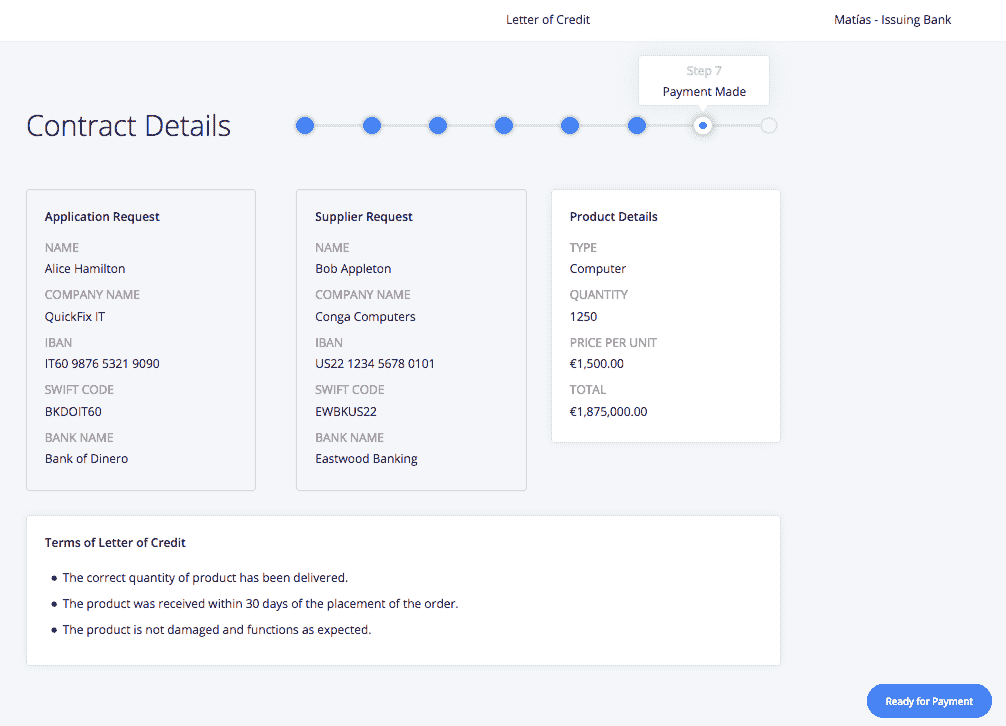 Letter of Credit
Matías - Issuing Bank
Step 7
Payment Made
Contract Details
Application Request
NAME
Alice Hamilton
COMPANY NAME
QuickFix IT
IBAN
IT60 9876 5321 9090
SWIFT CODE
BKDOIT60
BANK NAME
Bank of Dinero
Supplier Request
NAME
Bob Appleton
COMPANY NAME
Conga Computers
IBAN
US22 1234 5678 0101
SWIFT CODE
EWBKUS22
BANK NAME
Eastwood Banking
Product Details
TYPE
Computer
QUANTITY
1250
PRICE PER UNIT
€1,500.00
TOTAL
€1,875,000.00
Terms of Letter of Credit
The correct quantity of product has been delivered.
The product was received within 30 days of the placement of the order.
The product is not damaged and functions as expected.
Ready for Payment